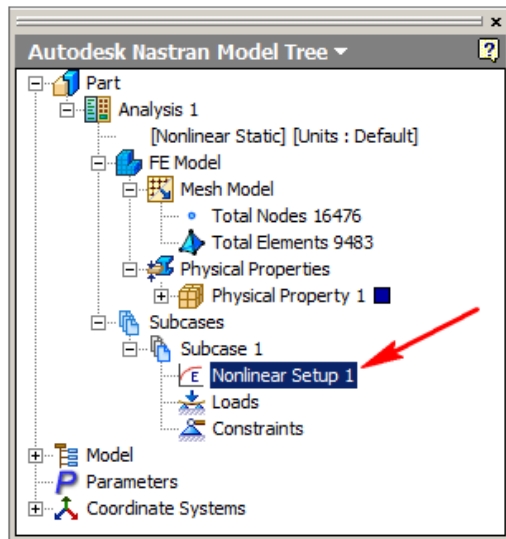 Autodesk Nastran Model Tree
Part
Analysis 1
[Nonlinear Static] [Units : Default]
FE Model
Mesh Model
Total Nodes 16476
Total Elements 9483
Physical Properties
Physical Property 1
Subcases
Subcase 1
E Nonlinear Setup 1
Loads
Constraints
Model
P Parameters
Coordinate Systems